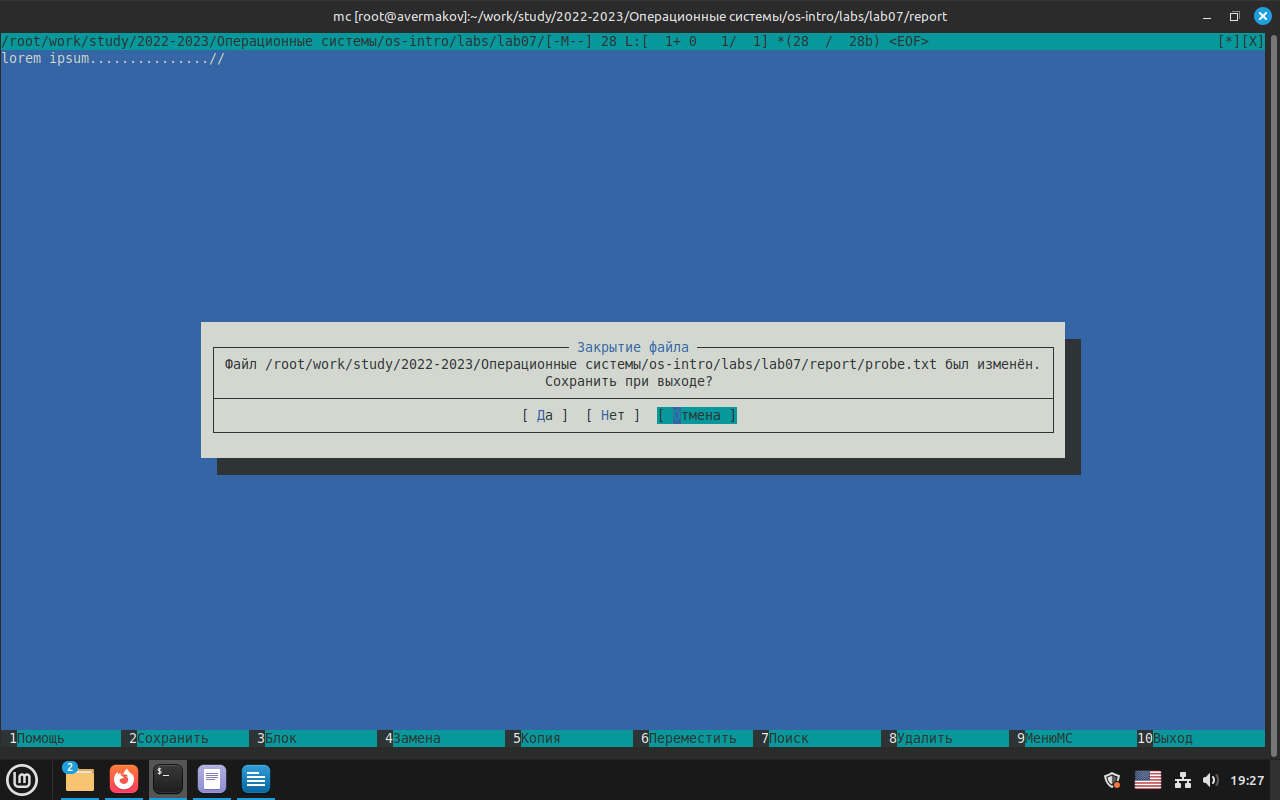 mc [root@avermakov]:~/work/study/2022-2023/Операционные системы/os-intro/labs/lab07/report
/root/work/study/2022-2023/Операционные системы/os-intro/labs/lab07/[-M--] 28 L:[  1+ 0   1/  1] *(28  /  28b) <EOF> [*][X]
lorem ipsum...............//
Закрытие файла
Файл /root/work/study/2022-2023/Операционные системы/os-intro/labs/lab07/report/probe.txt был изменён.
Сохранить при выходе?
[ Да ]  [ Нет ]  [ Отмена ]
1Помощь 2Сохранить 3Блок 4Замена 5Копия 6Переместить 7Поиск 8Удалить 9МенюMC 10Выход
2 $_ 19:27